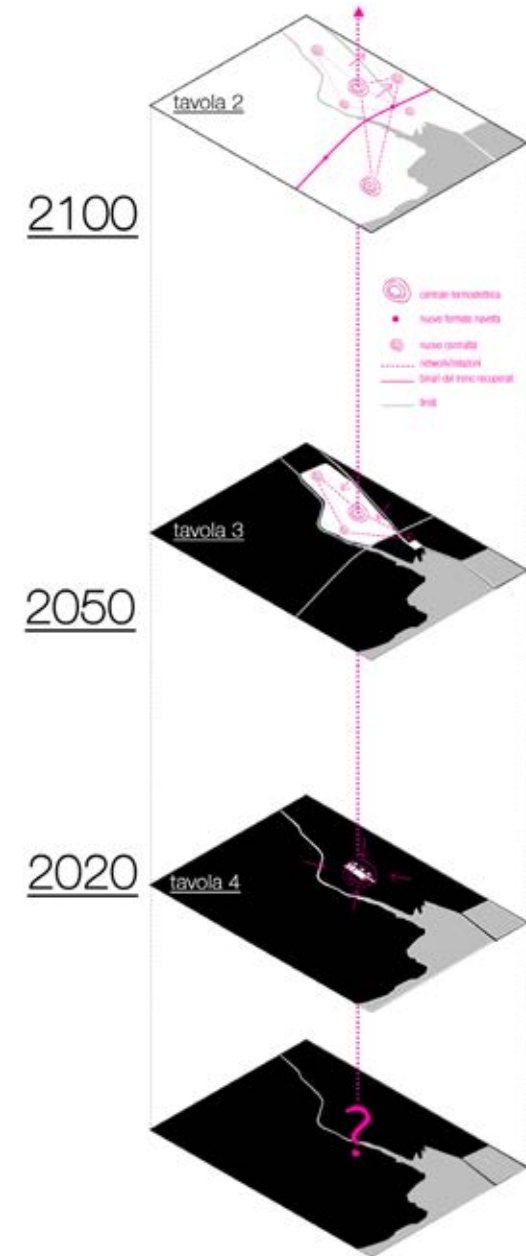 tavola 2
2100
centrale termoelettrica
nuove fermate navetta
nuove centralità
network/relazioni
binari del treno recuperati
limiti
tavola 3
2050
2020
tavola 4
?